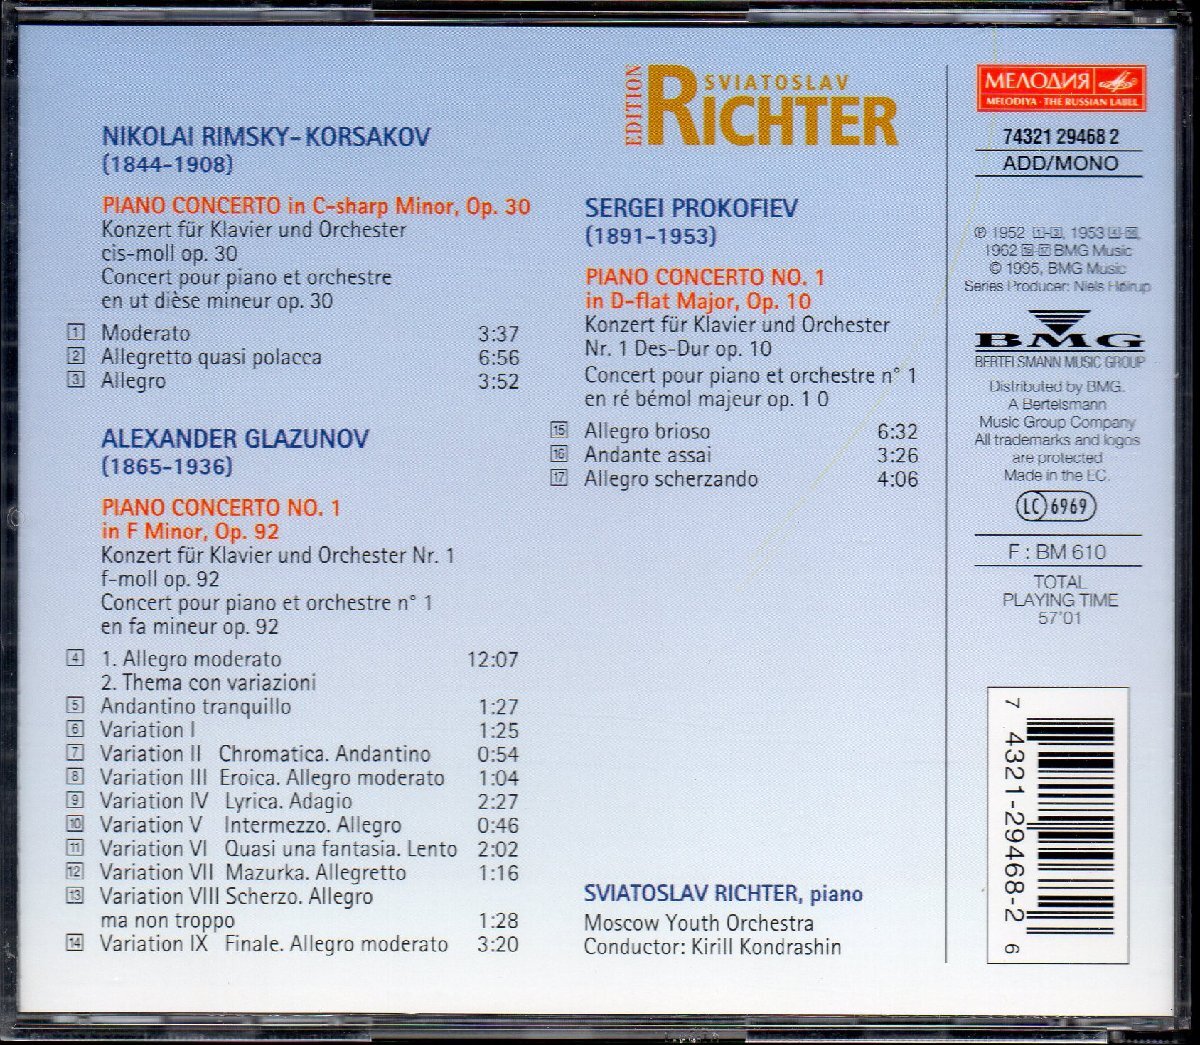 NIKOLAI RIMSKY-KORSAKOV
(1844-1908)
PIANO CONCERTO in C-sharp Minor, Op. 30
Konzert für Klavier und Orchester
cis-moll op. 30
Concert pour piano et orchestre
en ut dièse mineur op. 30
1 Moderato 3:37
2 Allegretto quasi polacca 6:56
3 Allegro 3:52
ALEXANDER GLAZUNOV
(1865-1936)
PIANO CONCERTO NO. 1
in F Minor, Op. 92
Konzert für Klavier und Orchester Nr. 1
f-moll op. 92
Concert pour piano et orchestre n° 1
en fa mineur op. 92
4 1. Allegro moderato 12:07
2. Thema con variazioni
5 Andantino tranquillo 1:27
6 Variation I 1:25
7 Variation II Chromatica. Andantino 0:54
8 Variation III Eroica. Allegro moderato 1:04
9 Variation IV Lyrica. Adagio 2:27
10 Variation V Intermezzo. Allegro 0:46
11 Variation VI Quasi una fantasia. Lento 2:02
12 Variation VII Mazurka. Allegretto 1:16
13 Variation VIII Scherzo. Allegro
ma non troppo 1:28
14 Variation IX Finale. Allegro moderato 3:20
EDITION
SVIATOSLAV
RICHTER
SERGEI PROKOFIEV
(1891-1953)
PIANO CONCERTO NO. 1
in D-flat Major, Op. 10
Konzert für Klavier und Orchester
Nr. 1 Des-Dur op. 10
Concert pour piano et orchestre n° 1
en ré bémol majeur op. 1 0
15 Allegro brioso 6:32
16 Andante assai 3:26
17 Allegro scherzando 4:06
SVIATOSLAV RICHTER, piano
Moscow Youth Orchestra
Conductor: Kirill Kondrashin
МЕЛОДИЯ
MELODIYA · THE RUSSIAN LABEL
74321 29468 2
ADD/MONO
℗ 1952 1-3, 1953 4-14,
1962 15-17 BMG Music
© 1995, BMG Music
Series Producer: Niels Høirup
BMG
BERTELSMANN MUSIC GROUP
Distributed by BMG.
A Bertelsmann
Music Group Company
All trademarks and logos
are protected
Made in the EC.
LC 6969
F : BM 610
TOTAL
PLAYING TIME
57'01
7 4321-29468-2 6